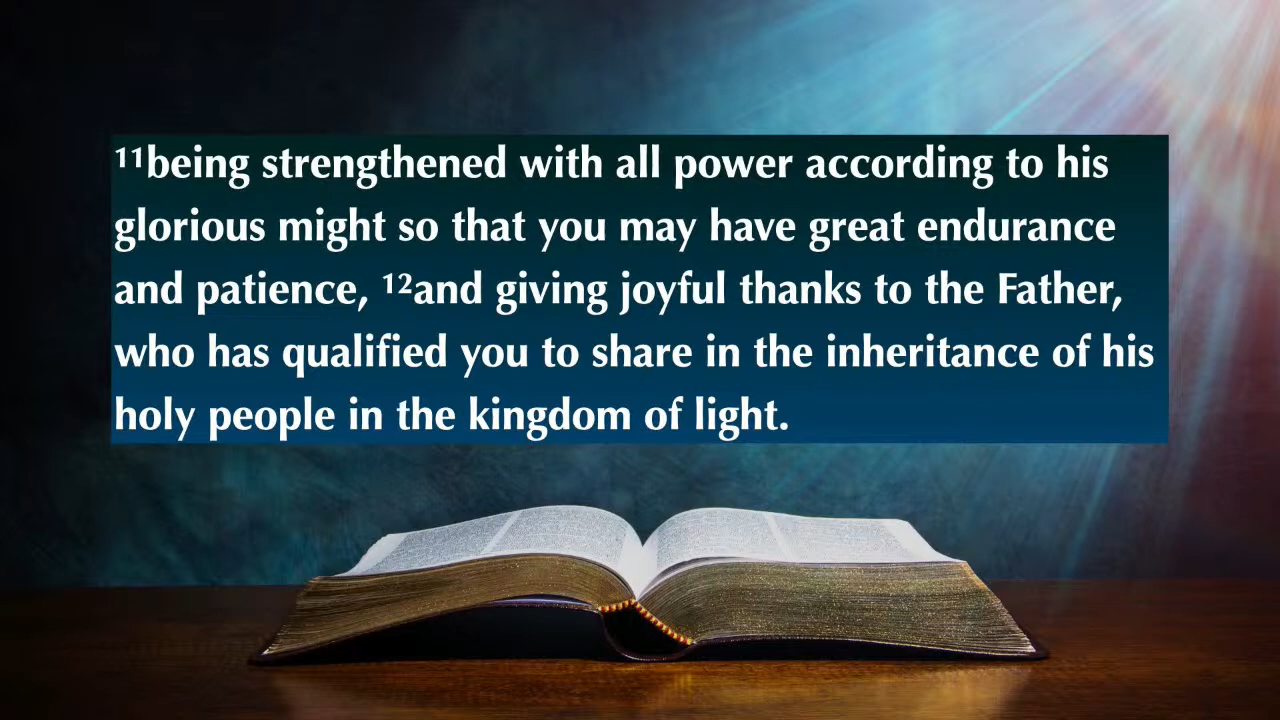 ¹¹being strengthened with all power according to his
glorious might so that you may have great endurance
and patience, ¹²and giving joyful thanks to the Father,
who has qualified you to share in the inheritance of his
holy people in the kingdom of light.